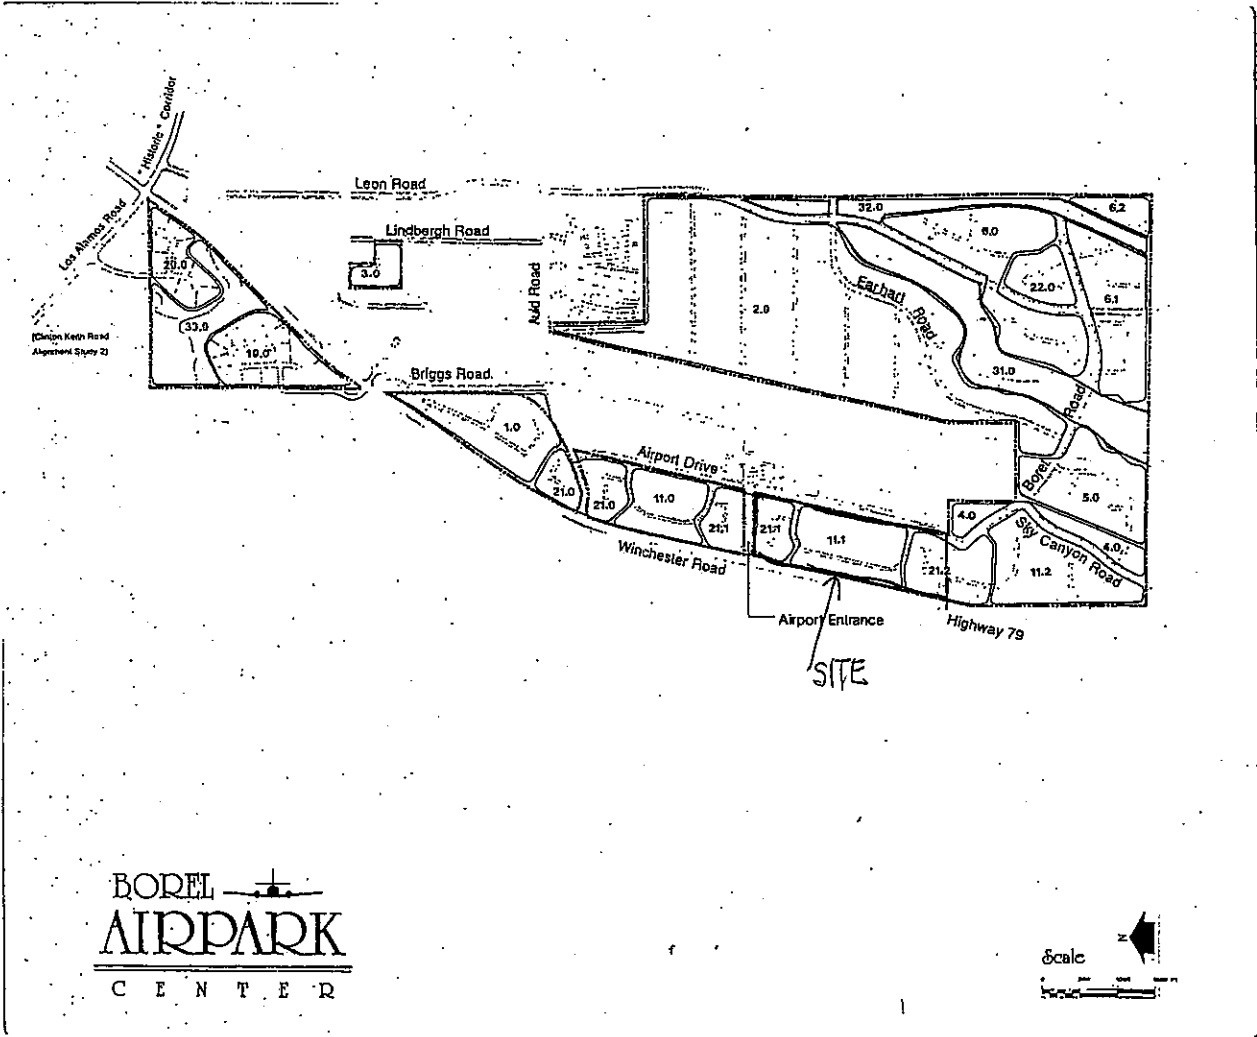 " Historic " Corridor
Los Alamos Road
Leon Road
Lindbergh Road
Auld Road
Briggs Road
(Clinton Keith Road
Alignment Study 2)
20.0
33.0
19.0
3.0
2.0
32.0
6.2
6.0
22.0
6.1
Earhart Road
31.0
Borel Road
5.0
1.0
21.0
21.0
11.0
21.1
21.1
11.1
21.2
4.0
4.0
11.2
Airport Drive
Winchester Road
Sky Canyon Road
Airport Entrance
Highway 79
SITE
BOREL
AIRPARK
CENTER
N
Scale